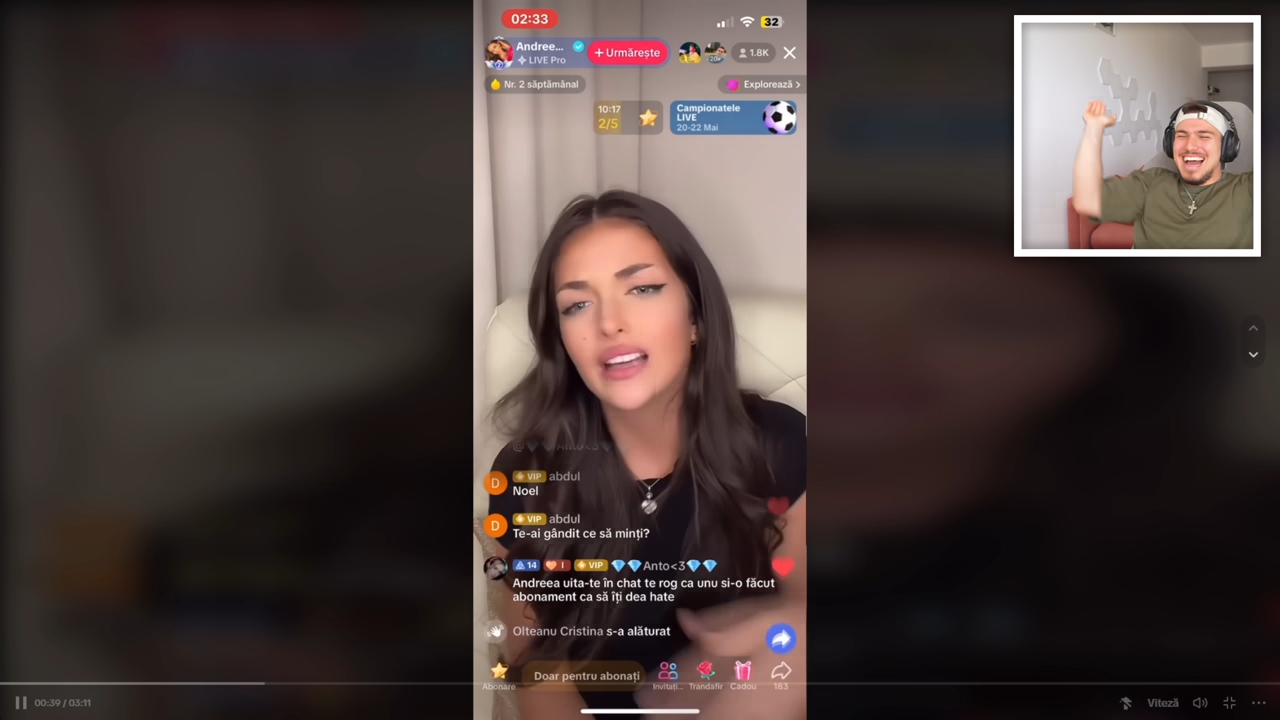 02:33
32
Andree...
LIVE Pro
+ Urmărește
20+
1.8K
Nr. 2 săptămânal
Explorează >
10:17
2/5
Campionatele
LIVE
20-22 Mai
D
VIP abdul
Noel
D
VIP abdul
Te-ai gândit ce să minți?
14 I VIP 💎💎Anto<3💎💎
Andreea uita-te în chat te rog ca unu si-o făcut
abonament ca să îți dea hate
Olteanu Cristina s-a alăturat
Abonare
Doar pentru abonați
Invitați...
Trandafir
Cadou
183
00:39 / 03:11
Viteză